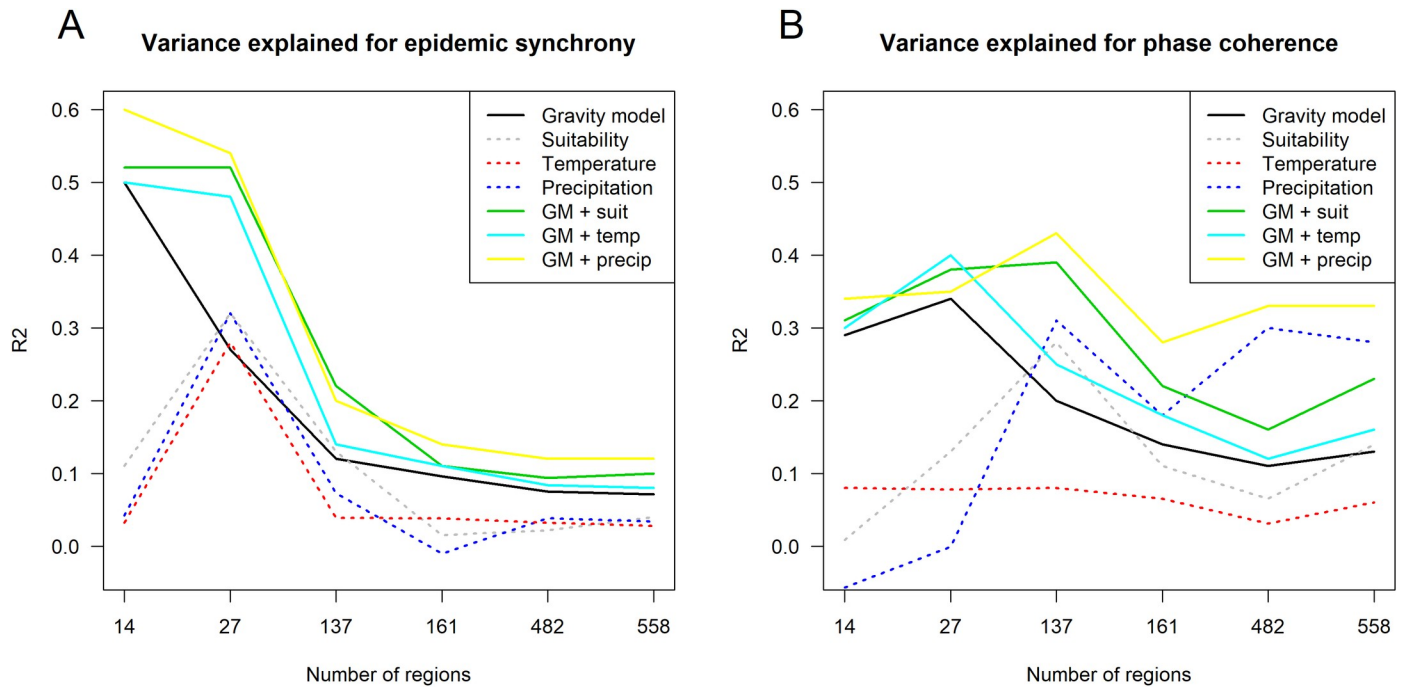 A
Variance explained for epidemic synchrony
R2
0.6
0.5
0.4
0.3
0.2
0.1
0.0
Gravity model
Suitability
Temperature
Precipitation
GM + suit
GM + temp
GM + precip
14 27 137 161 482 558
Number of regions
B
Variance explained for phase coherence
R2
0.6
0.5
0.4
0.3
0.2
0.1
0.0
Gravity model
Suitability
Temperature
Precipitation
GM + suit
GM + temp
GM + precip
14 27 137 161 482 558
Number of regions